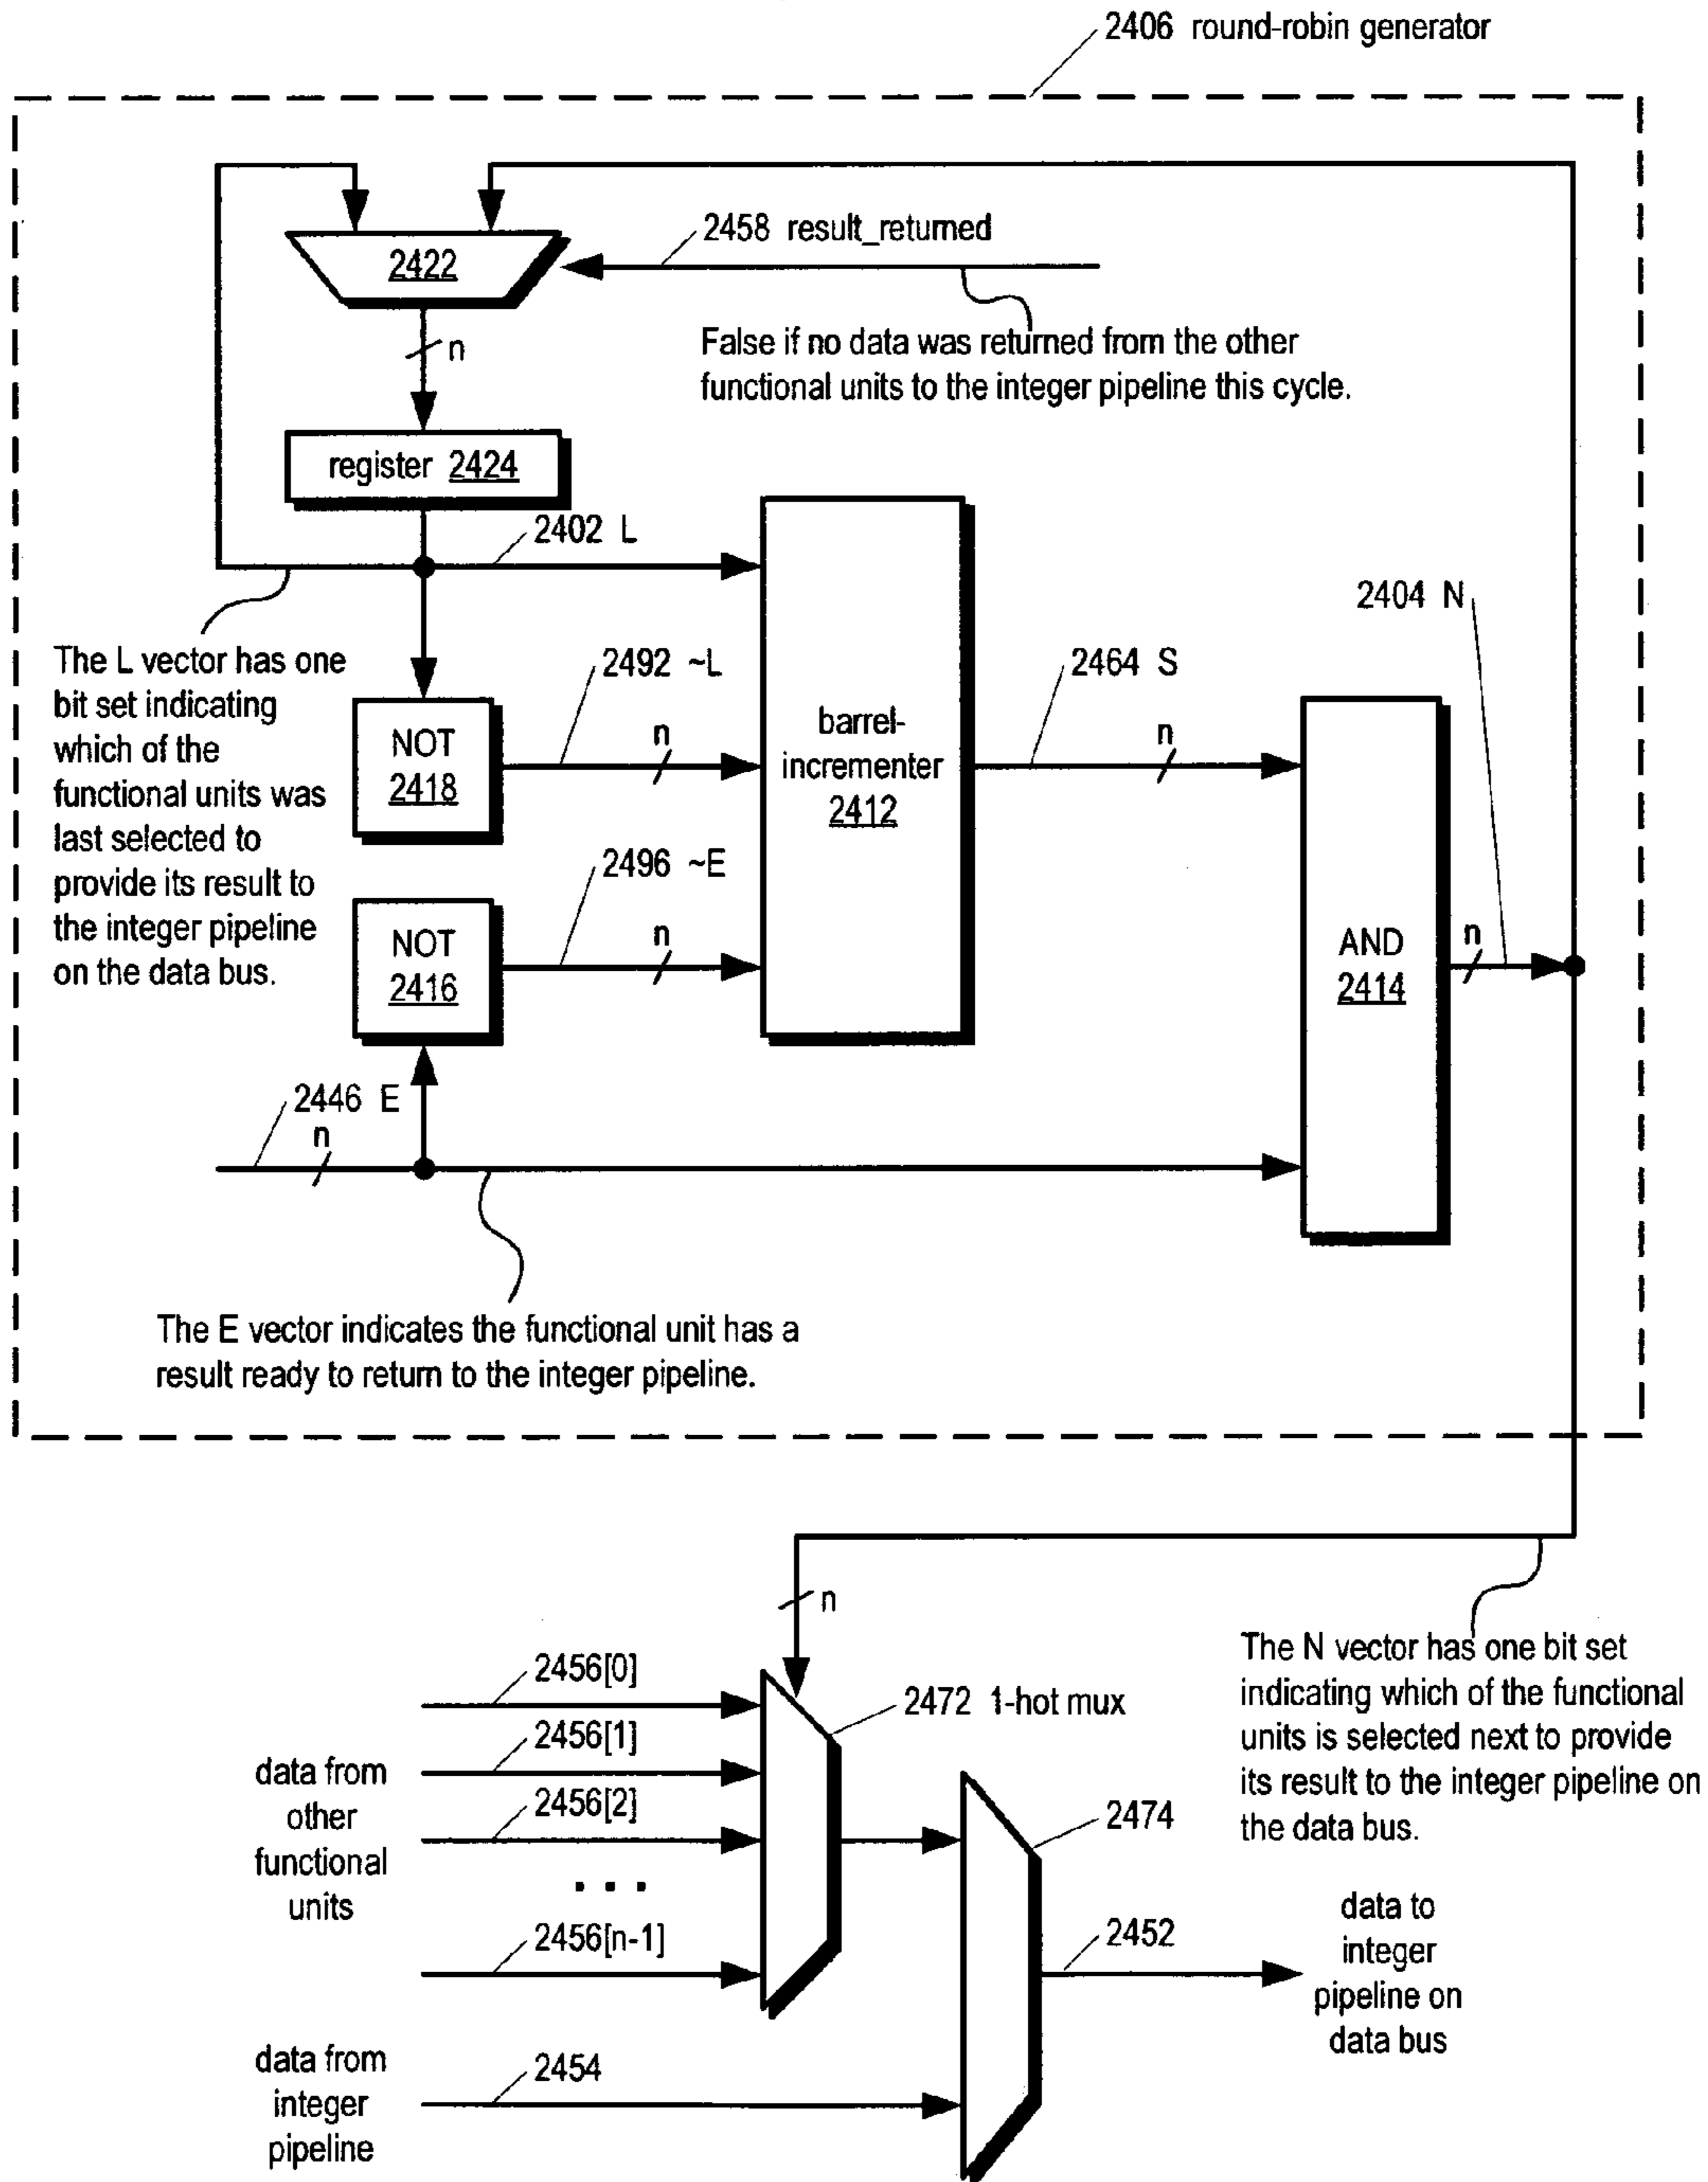 2406 round-robin generator
2422
2458 result_returned
n
False if no data was returned from the other
functional units to the integer pipeline this cycle.
register 2424
2402 L
2404 N
The L vector has one
bit set indicating
which of the
functional units was
last selected to
provide its result to
the integer pipeline
on the data bus.
2492 ~L
2464 S
NOT
2418
n
barrel-
incrementer
2412
n
2496 ~E
NOT
2416
n
AND
2414
n
2446 E
n
The E vector indicates the functional unit has a
result ready to return to the integer pipeline.
n
The N vector has one bit set
indicating which of the functional
units is selected next to provide
its result to the integer pipeline on
the data bus.
2456[0]
2472 1-hot mux
2456[1]
data from
other
functional
units
2456[2]
. . .
2456[n-1]
2474
2452
data to
integer
pipeline on
data bus
data from
integer
pipeline
2454